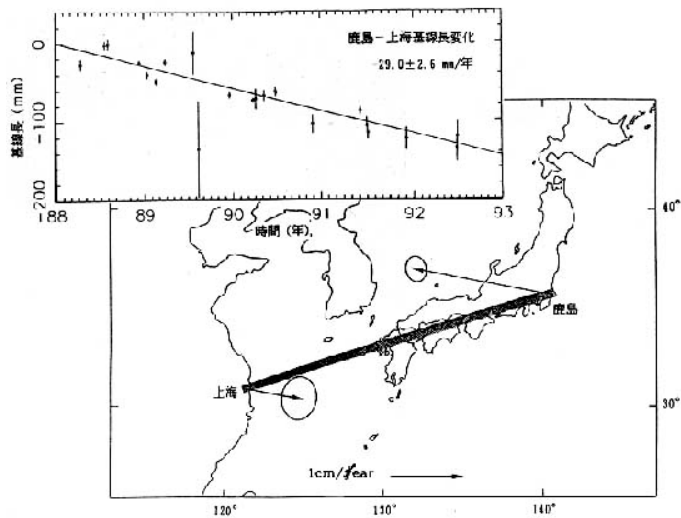 鹿島－上海基線長変化
-29.0±2.6 mm/年
基線長 (mm)
0
-100
-200
188
89
90
91
92
93
時間 (年)
40°
30°
鹿島
上海
1cm/year
120°
130°
140°